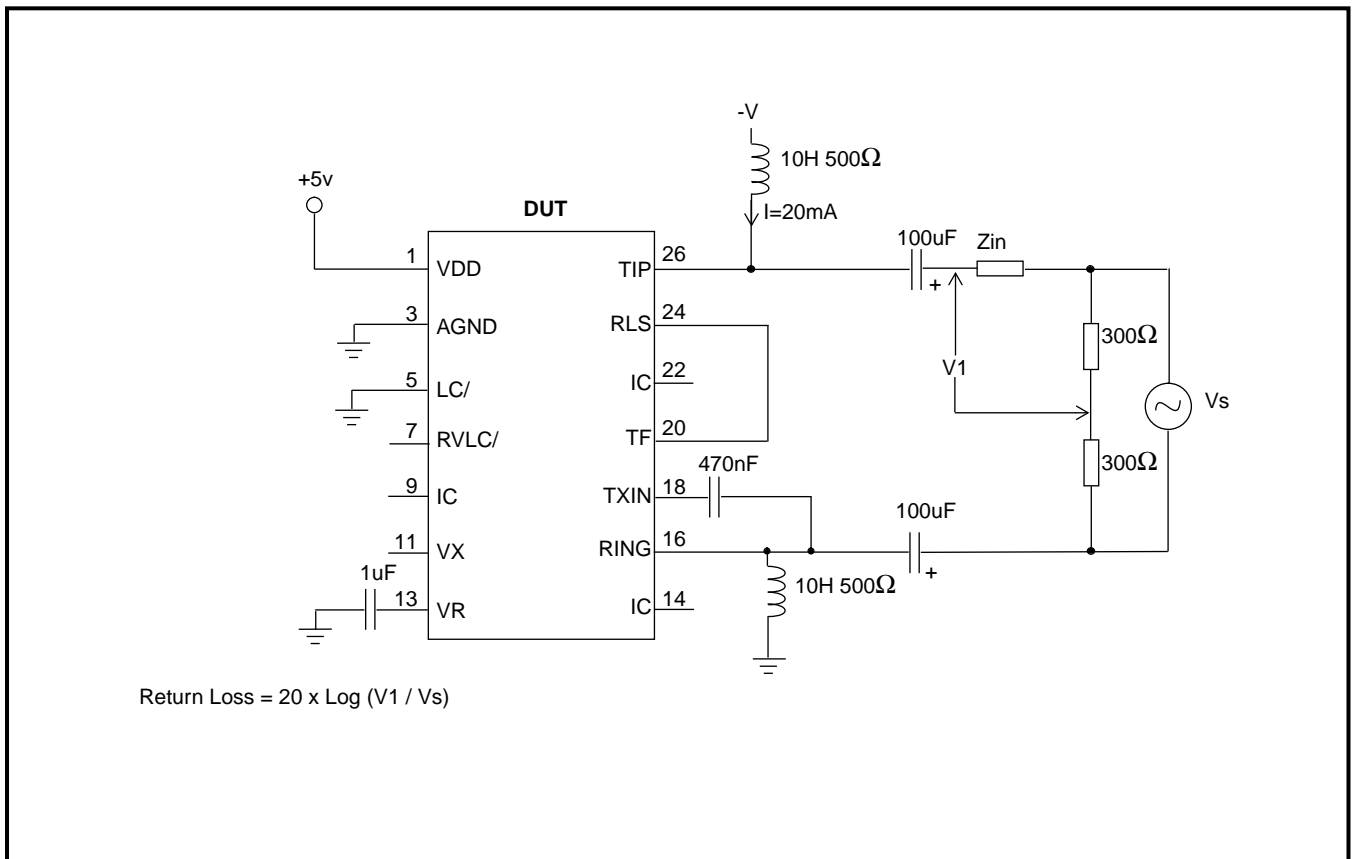 -V
10H 500Ω
+5v
DUT
I=20mA
100uF
Zin
1
VDD
TIP
26
+
3
AGND
RLS
24
300Ω
V1
5
LC/
IC
22
Vs
7
RVLC/
TF
20
470nF
300Ω
9
IC
TXIN
18
100uF
11
VX
RING
16
+
1uF
10H 500Ω
13
VR
IC
14
Return Loss = 20 x Log (V1 / Vs)